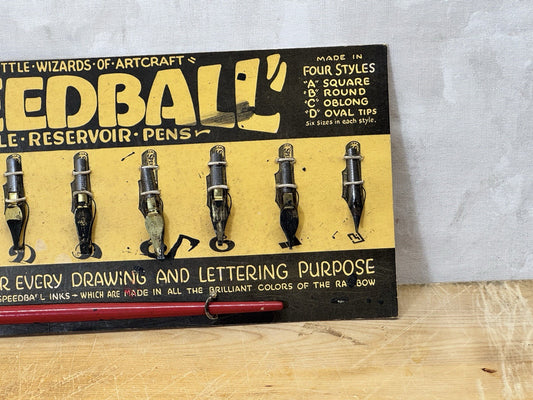 TTLE·WIZARDS·OF·ARTCRAFT"
EEDBALL"
LE·RESERVOIR·PENS
MADE IN
FOUR STYLES
"A" SQUARE
"B" ROUND
"C" OBLONG
"D" OVAL TIPS
Six sizes in each style.
R EVERY DRAWING AND LETTERING PURPOSE
SPEEDBALL INKS - WHICH ARE MADE IN ALL THE BRILLIANT COLORS OF THE RAINBOW